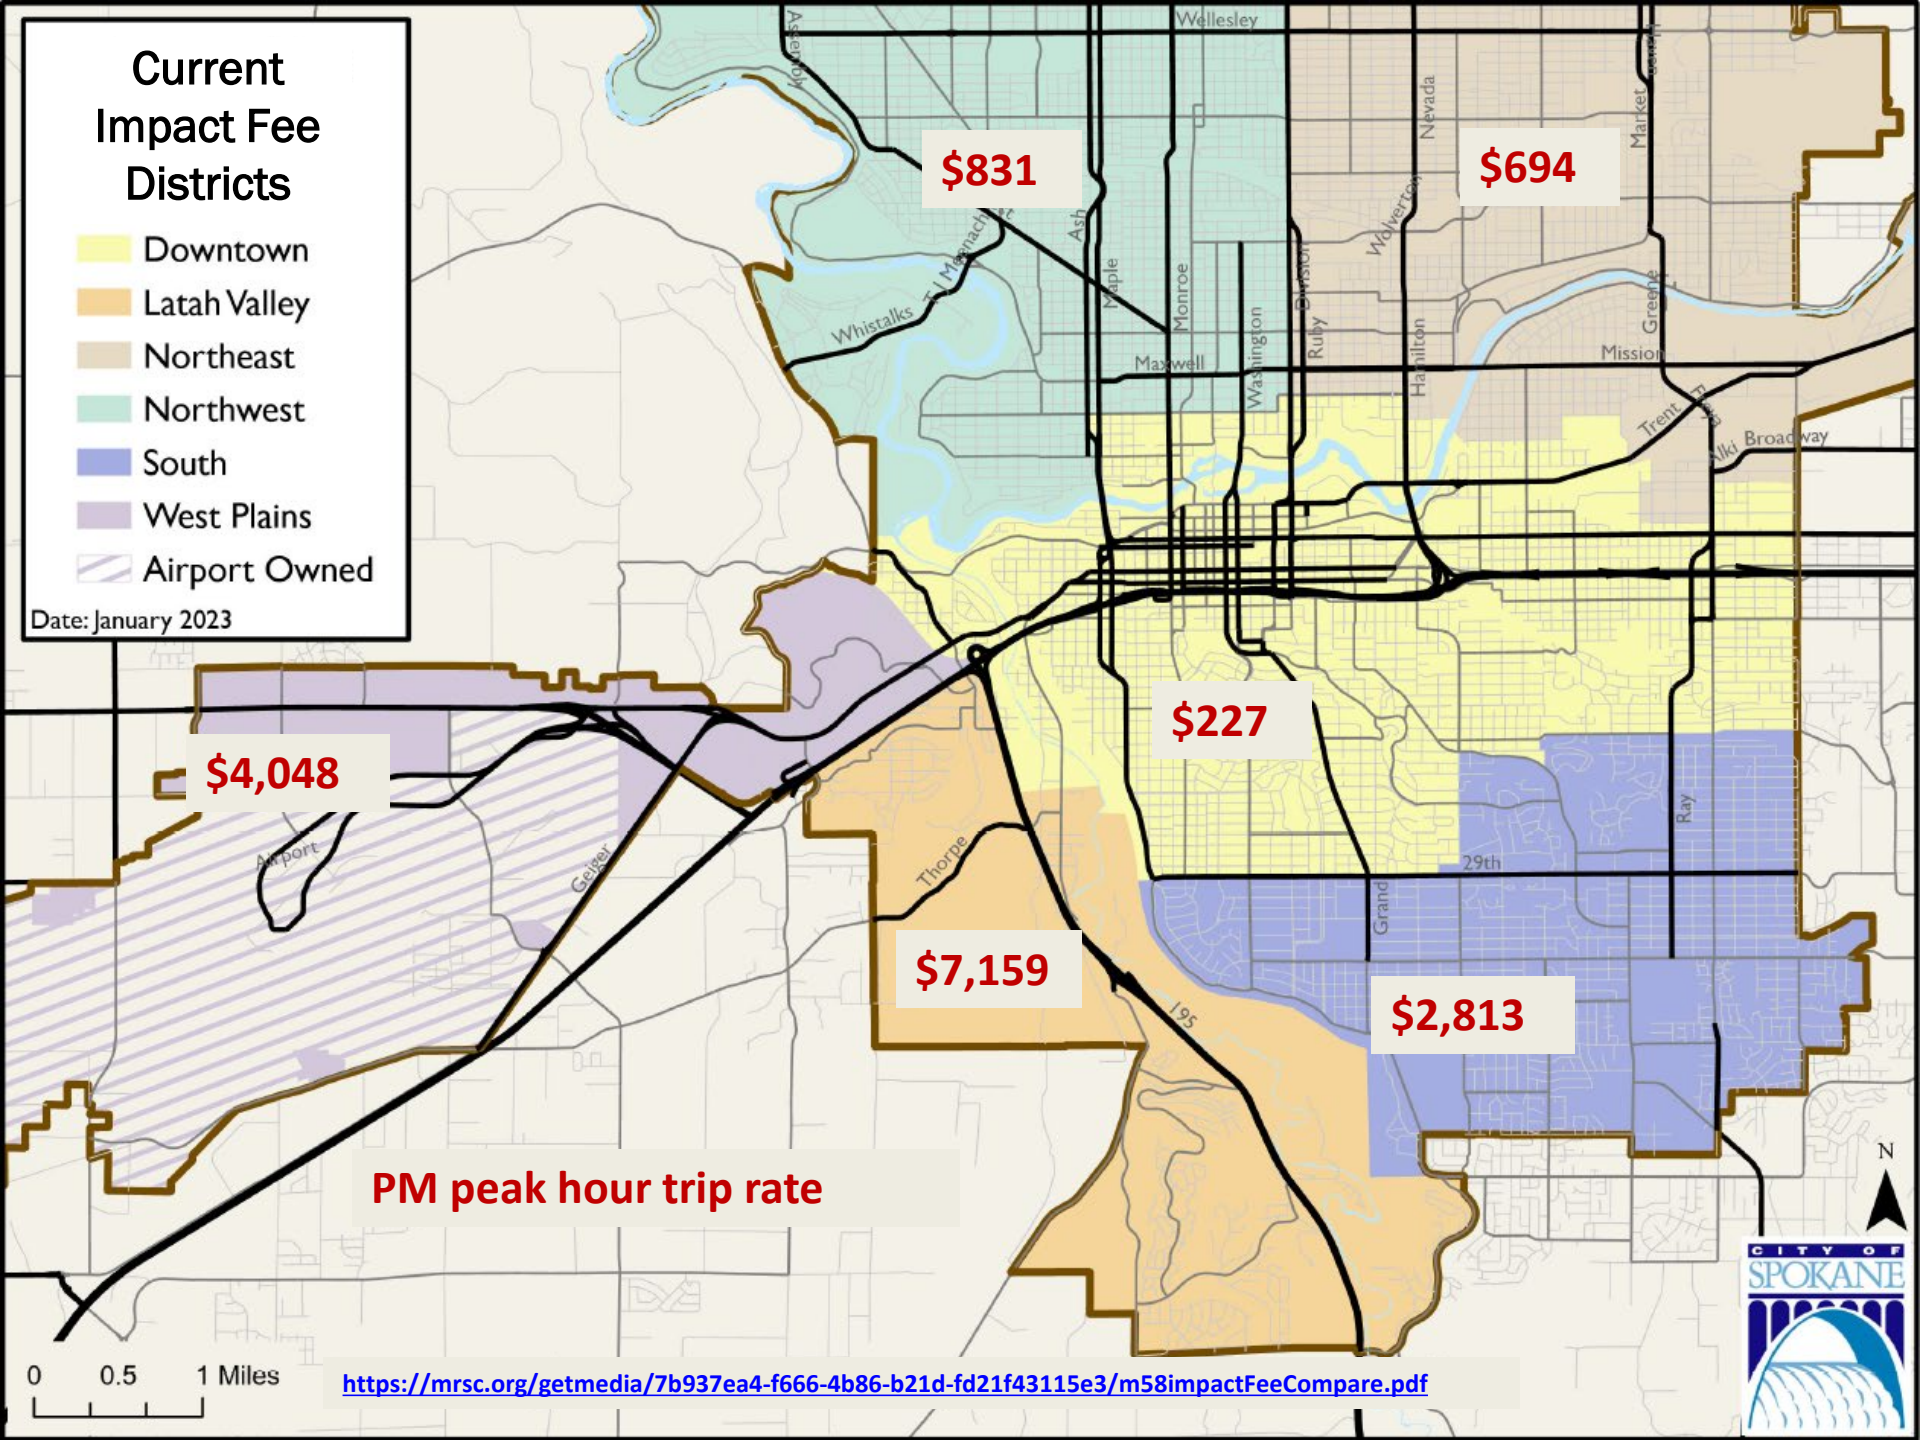 Current
Impact Fee
Districts
Downtown
Latah Valley
Northeast
Northwest
South
West Plains
Airport Owned
Date: January 2023
Wellesley
Assembly
Nevada
Market
$831
$694
Ash
Wolverton
Maple
Monroe
Division
Washington
Ruby
Hamilton
Greene
Whistalks
Maxwell
Mission
Trent
Freya
Alki
Broadway
$227
$4,048
Airport
Geiger
Thorpe
29th
Ray
Grand
$7,159
195
$2,813
PM peak hour trip rate
N
CITY OF
SPOKANE
0 0.5 1 Miles
https://mrsc.org/getmedia/7b937ea4-f666-4b86-b21d-fd21f43115e3/m58impactFeeCompare.pdf